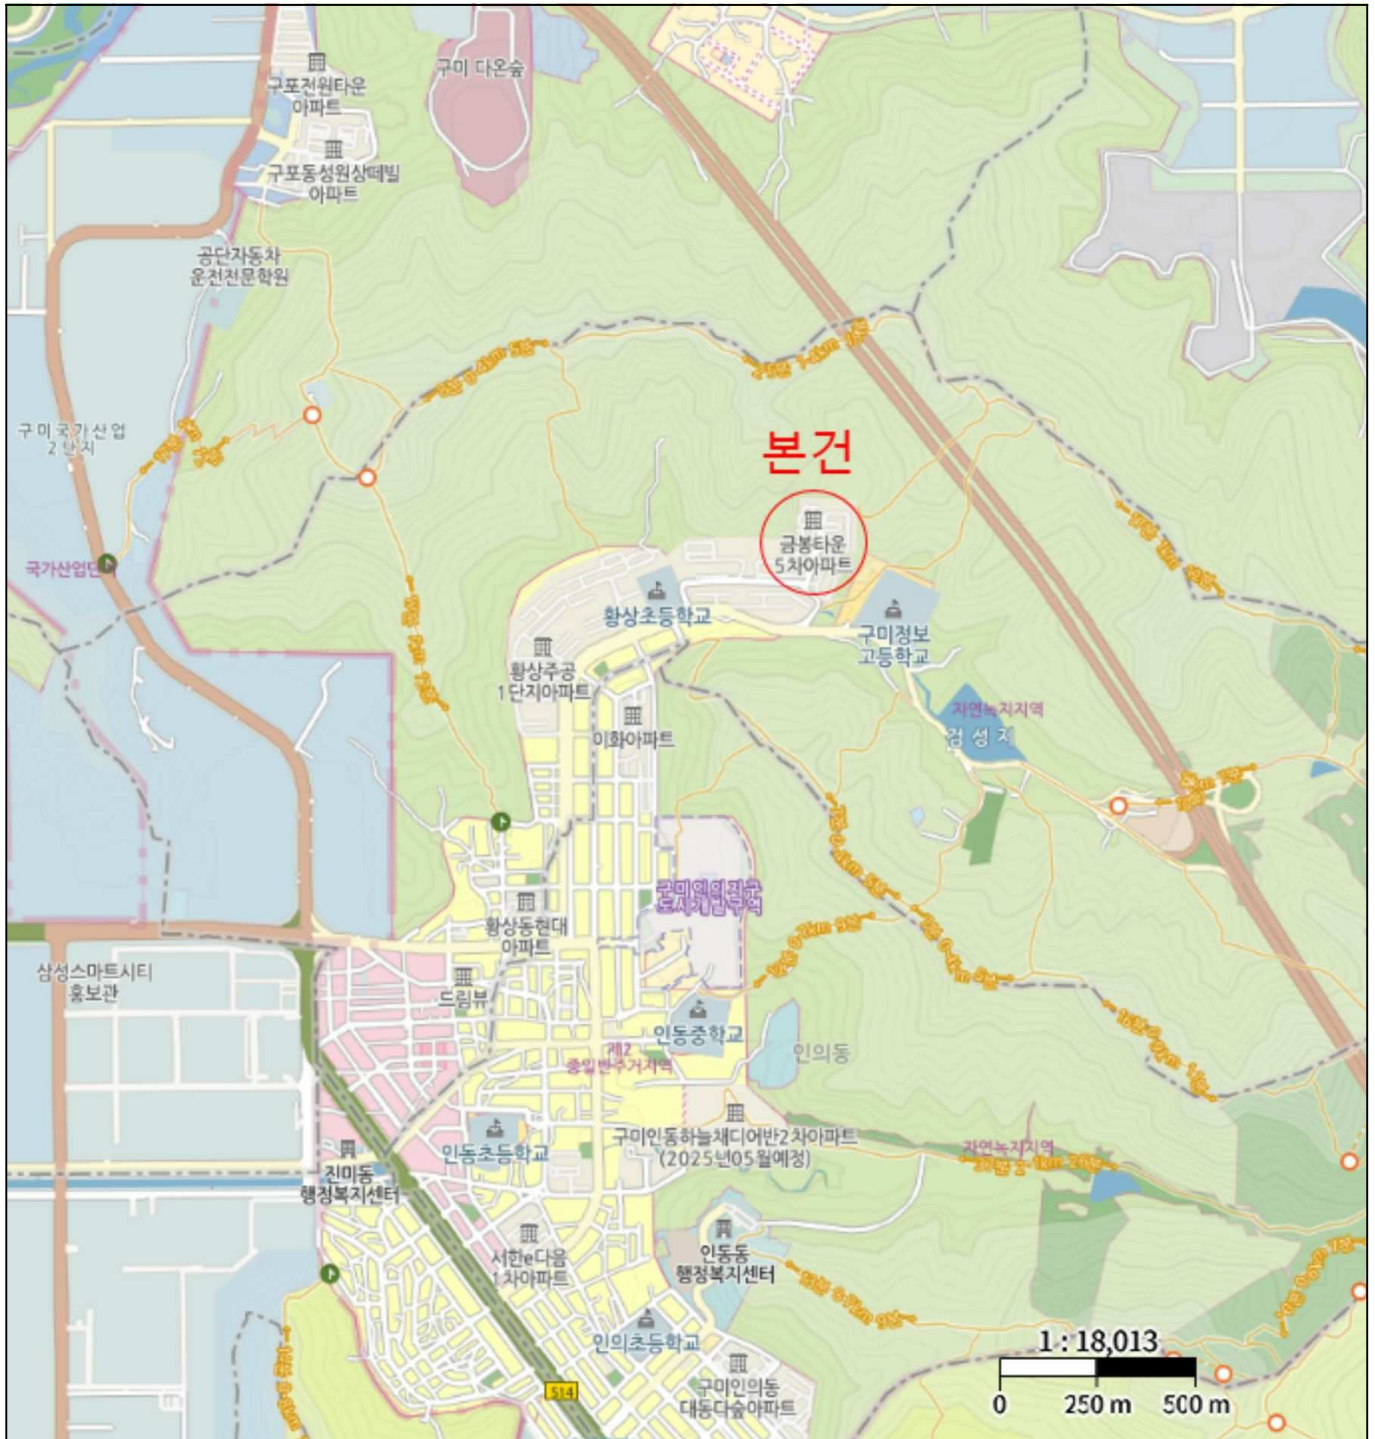 구미 다온숲
구포전원타운
아파트
구포동성원상떼빌
아파트
공단자동차
운전전문학원
구미국가산업
2단지
본건
금봉타운
5차아파트
황상초등학교
구미정보
고등학교
황상주공
1단지아파트
이화아파트
자연녹지지역
검성지
구미인의지구
도시개발구역
황상동현대
아파트
드림뷰
삼성스마트시티
홍보관
인동중학교
제2
종일반주거지역
인의동
구미인동하늘채디어반2차아파트
(2025년05월예정)
인동초등학교
자연녹지지역
진미동
행정복지센터
서한e다음
1차아파트
인동동
행정복지센터
인의초등학교
구미인의동
대동다숲아파트
514
1 : 18,013
0 250 m 500 m